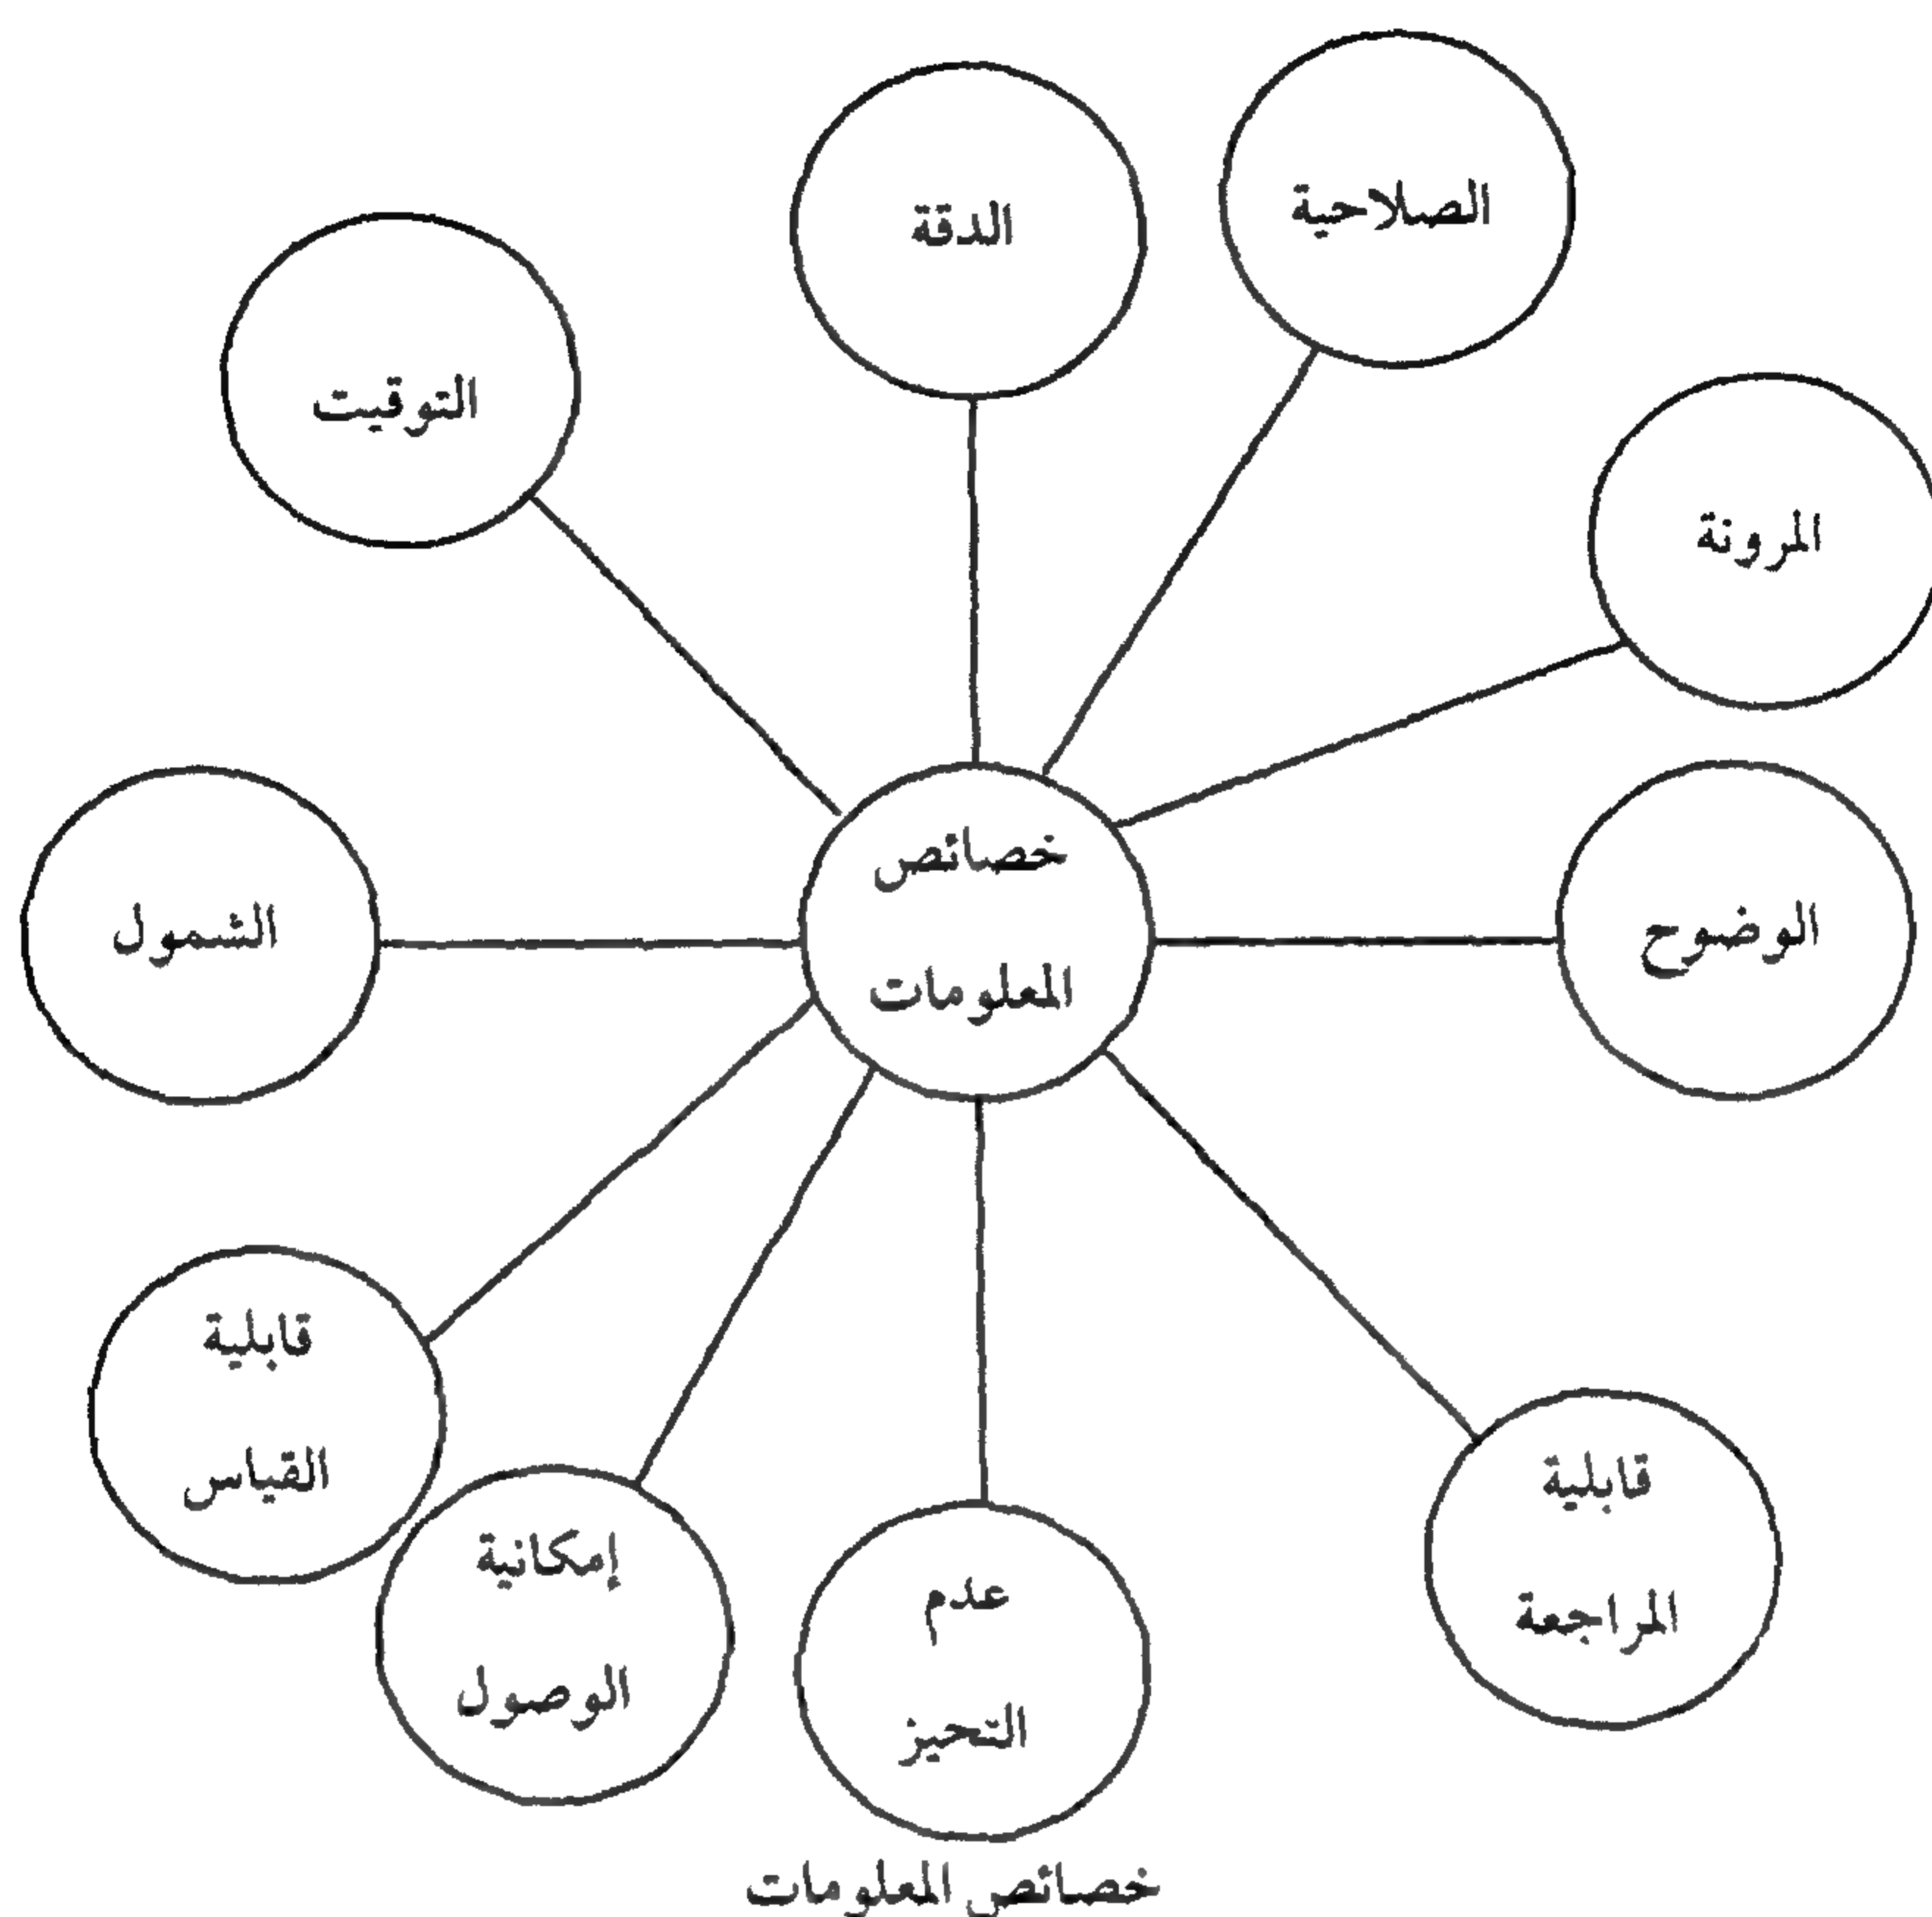 الصلاحية
الدقة
التوقيت
المرونة
خصائص
المعلومات
الوضوح
الشمول
قابلية
القياس
إمكانية
الوصول
عدم
التحيز
قابلية
المراجعة
خصائص المعلومات